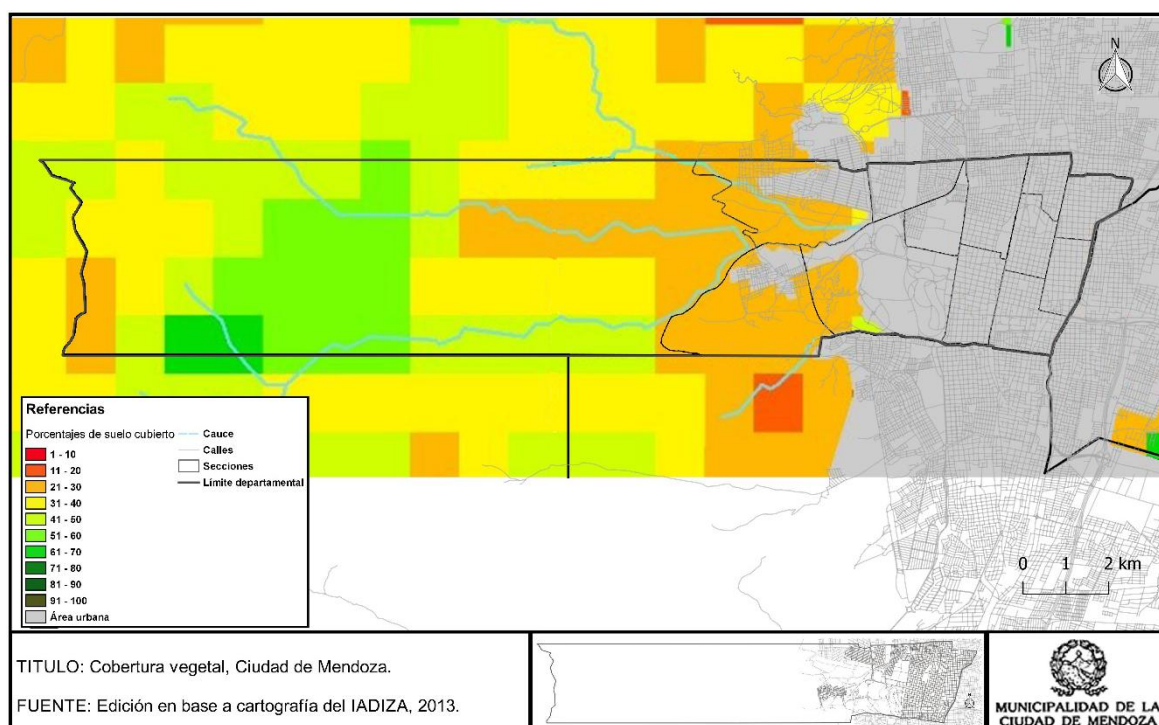 N
Referencias
Porcentajes de suelo cubierto
1 - 10
11 - 20
21 - 30
31 - 40
41 - 50
51 - 60
61 - 70
71 - 80
81 - 90
91 - 100
Área urbana
Cauce
Calles
Secciones
Límite departamental
0 1 2 km
TITULO: Cobertura vegetal, Ciudad de Mendoza.
FUENTE: Edición en base a cartografía del IADIZA, 2013.
MUNICIPALIDAD DE LA
CIUDAD DE MENDOZA